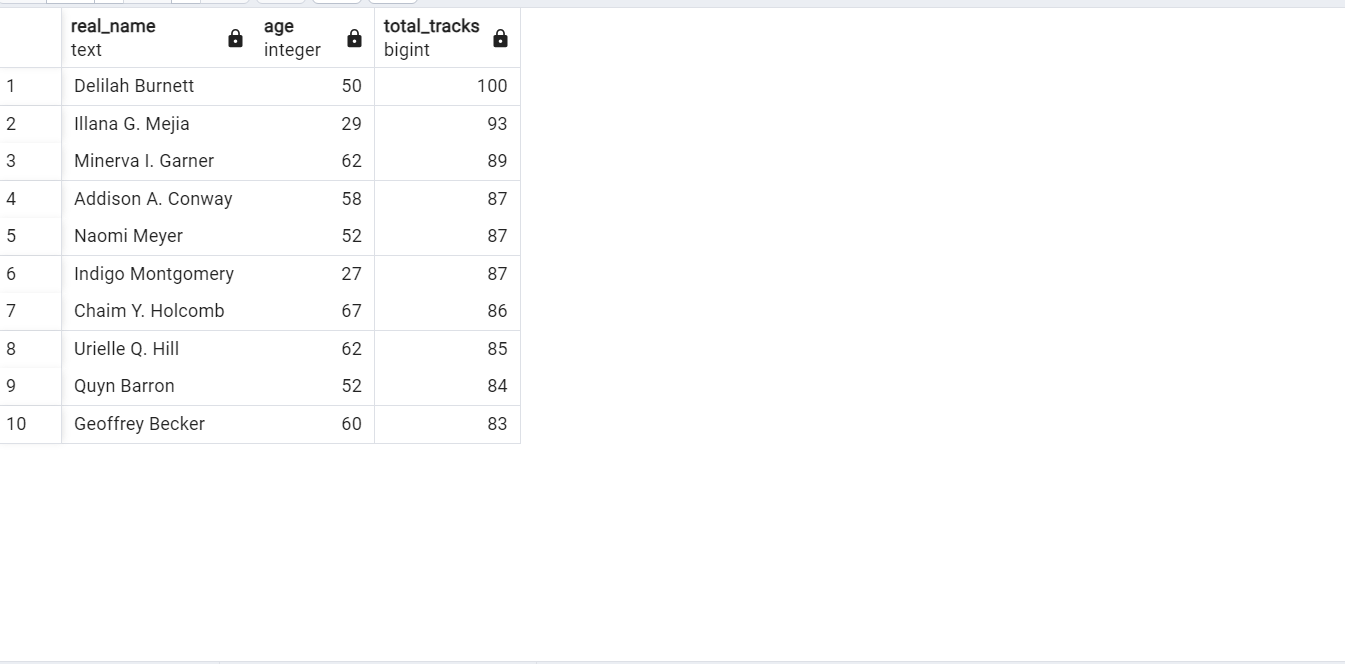 real_name age total_tracks
text integer bigint
1 Delilah Burnett 50 100
2 Illana G. Mejia 29 93
3 Minerva I. Garner 62 89
4 Addison A. Conway 58 87
5 Naomi Meyer 52 87
6 Indigo Montgomery 27 87
7 Chaim Y. Holcomb 67 86
8 Urielle Q. Hill 62 85
9 Quyn Barron 52 84
10 Geoffrey Becker 60 83